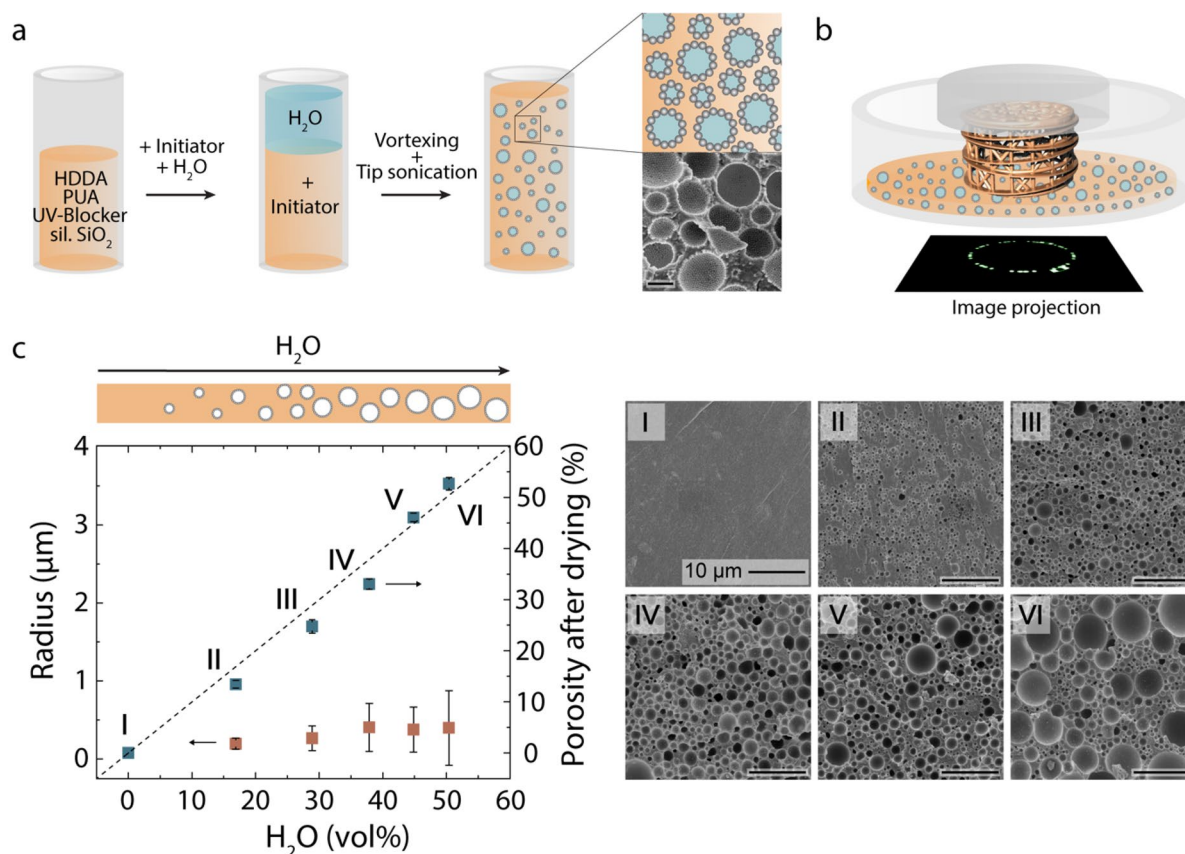 a
HDDA
PUA
UV-Blocker
sil. SiO₂
+ Initiator
+ H₂O
H₂O
+
Initiator
Vortexing
+
Tip sonication
b
Image projection
c
H₂O
Radius (µm)
4
3
2
1
0
60
50
40
30
20
10
0
Porosity after drying (%)
I
II
III
IV
V
VI
0 10 20 30 40 50 60
H₂O (vol%)
I
10 µm
II
III
IV
V
VI